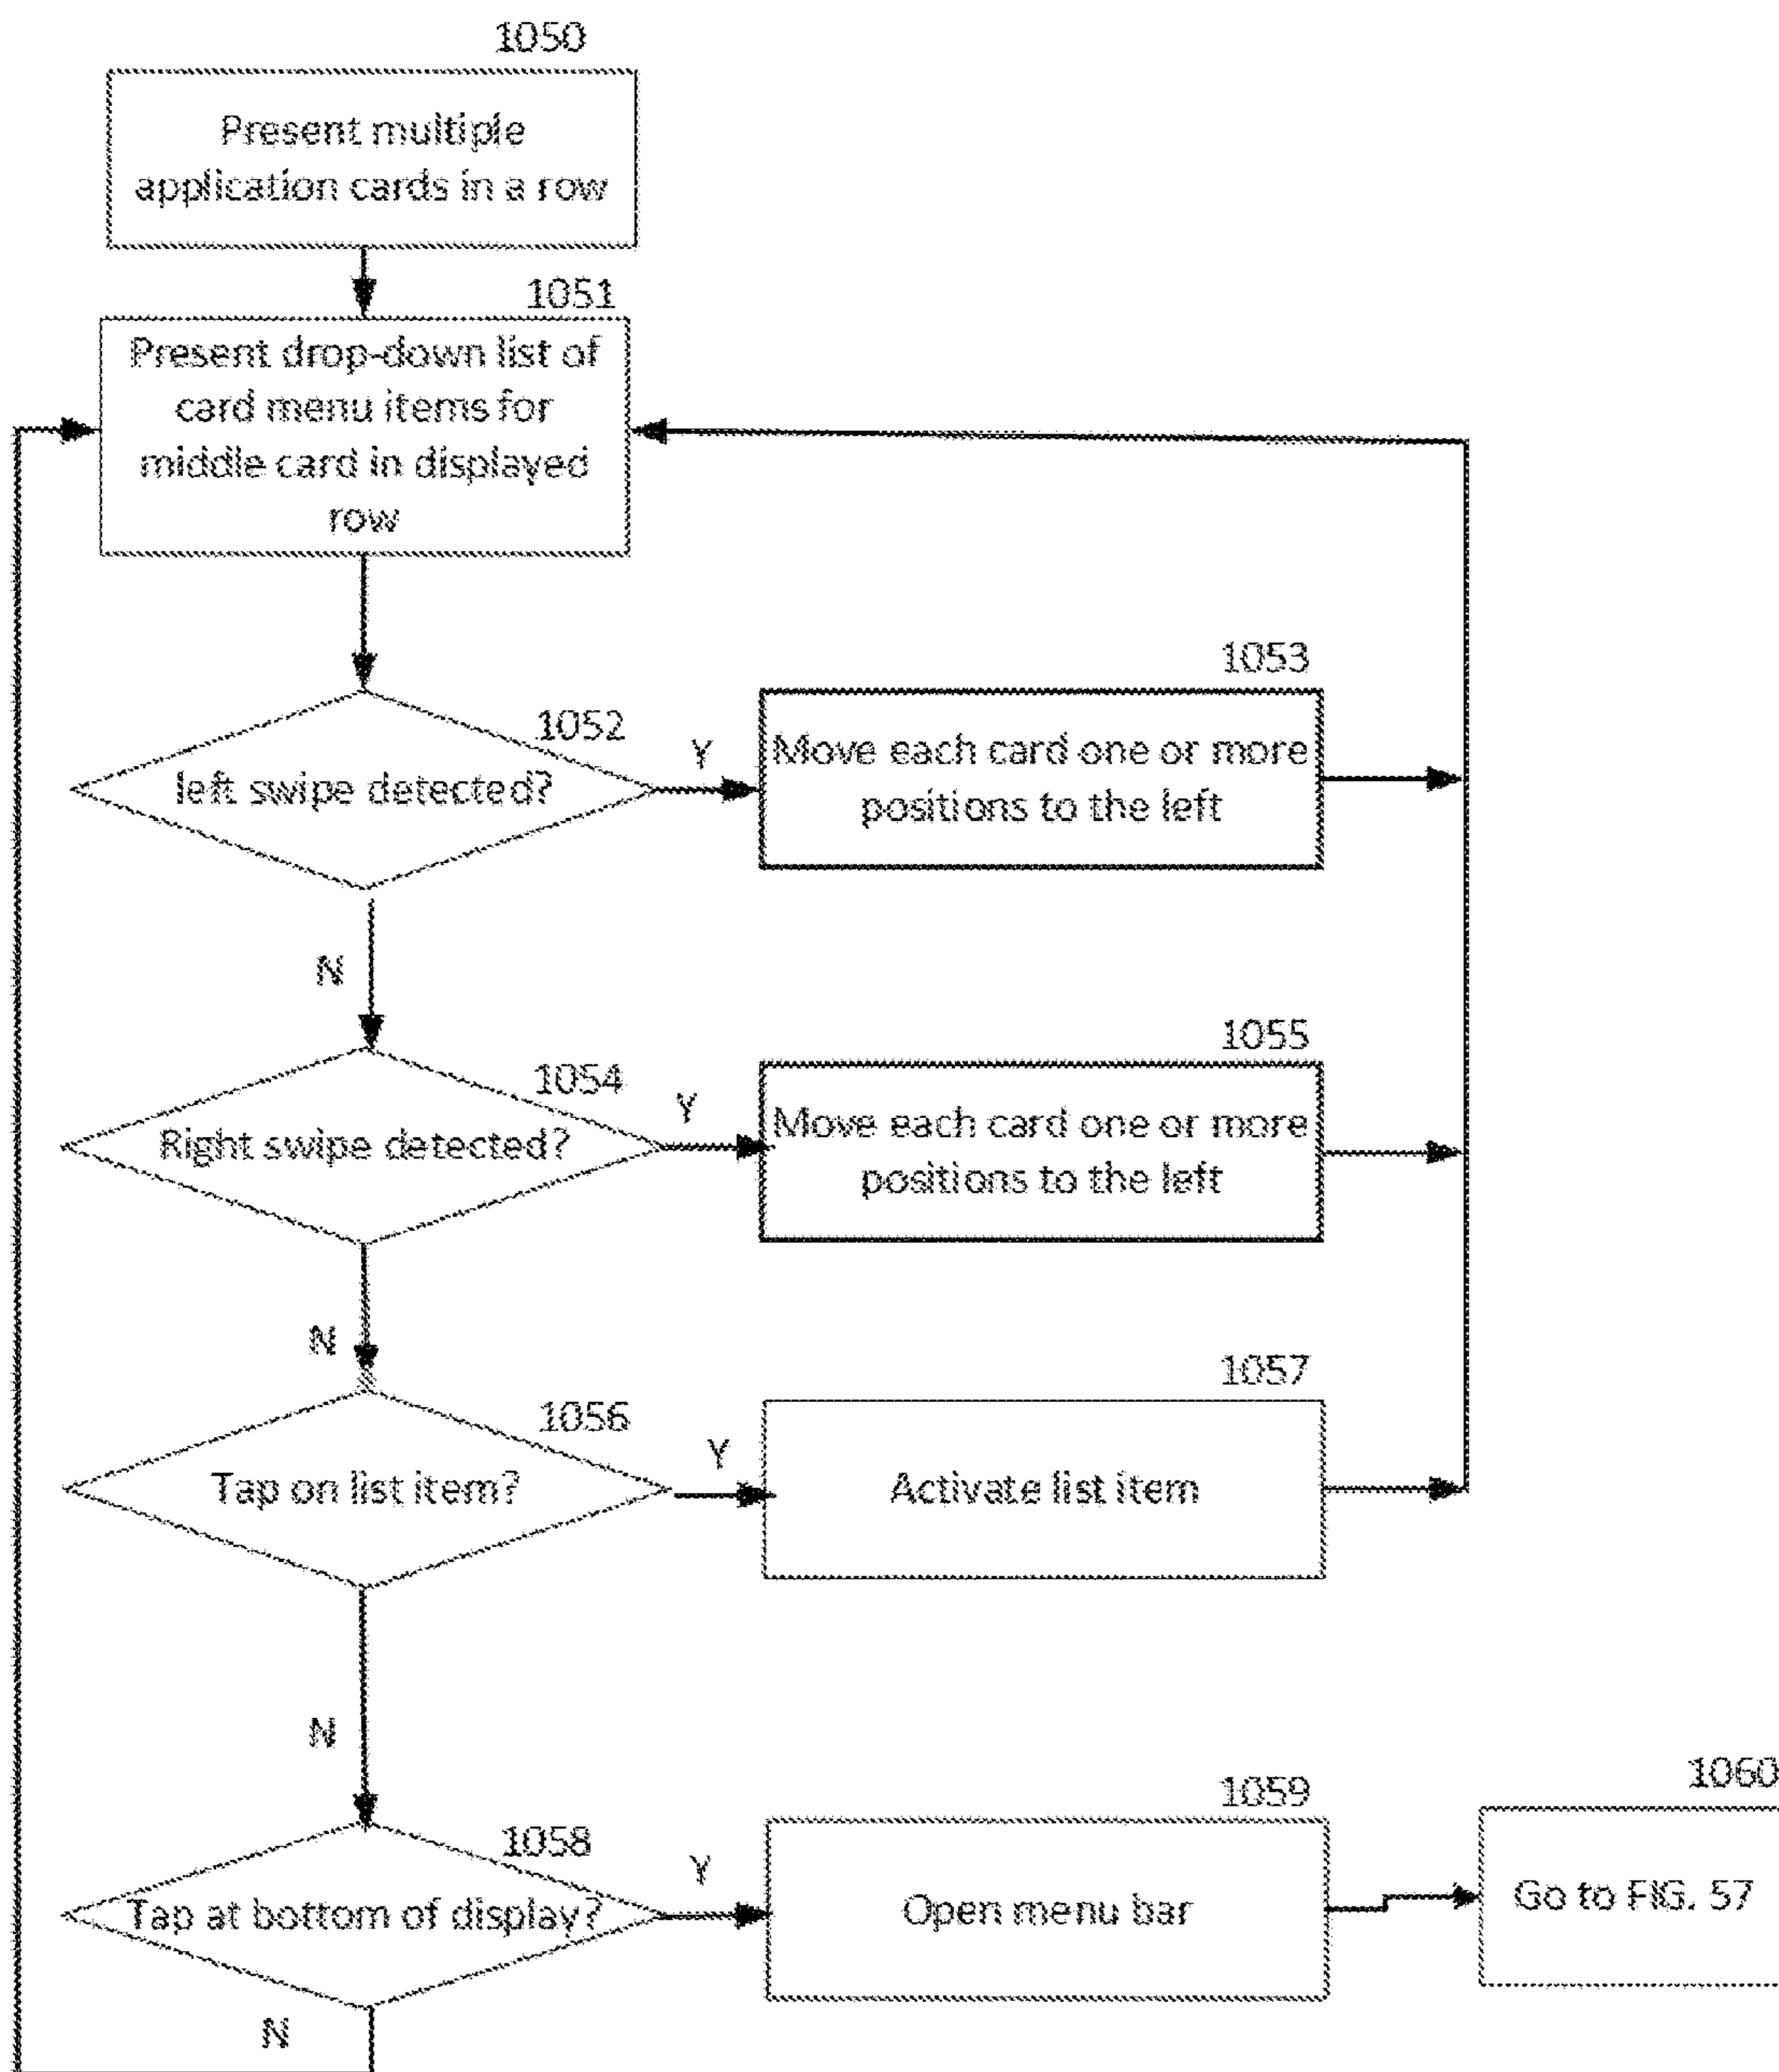 1050
Present multiple
application cards in a row
1051
Present drop-down list of
card menu items for
middle card in displayed
row
1052
left swipe detected?
Y
1053
Move each card one or more
positions to the left
N
1054
Right swipe detected?
Y
1055
Move each card one or more
positions to the left
N
1056
Tap on list item?
Y
1057
Activate list item
N
1058
Tap at bottom of display?
Y
1059
Open menu bar
1060
Go to FIG. 57
N